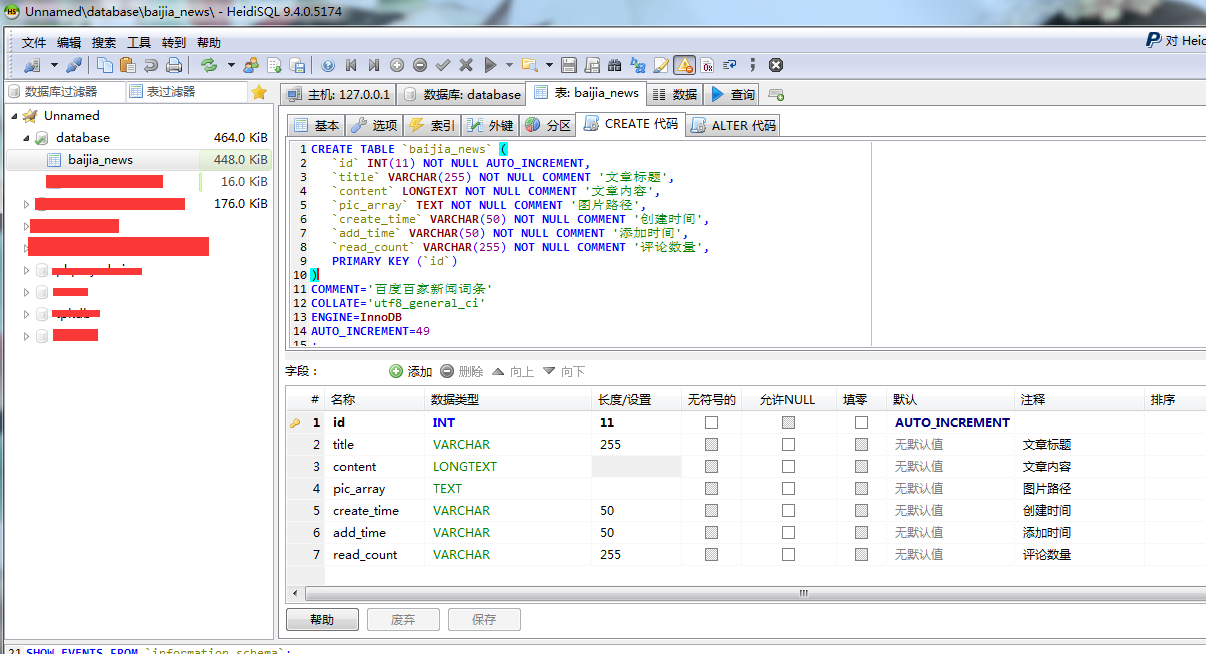 Unnamed\database\baijia_news\ - HeidiSQL 9.4.0.5174
文件 编辑 搜索 工具 转到 帮助
对 Heid
数据库过滤器 表过滤器
主机: 127.0.0.1 数据库: database 表: baijia_news 数据 查询
Unnamed
database 464.0 KiB
baijia_news 448.0 KiB
16.0 KiB
176.0 KiB
基本 选项 索引 外键 分区 CREATE 代码 ALTER 代码
1 CREATE TABLE `baijia_news` (
2 `id` INT(11) NOT NULL AUTO_INCREMENT,
3 `title` VARCHAR(255) NOT NULL COMMENT '文章标题',
4 `content` LONGTEXT NOT NULL COMMENT '文章内容',
5 `pic_array` TEXT NOT NULL COMMENT '图片路径',
6 `create_time` VARCHAR(50) NOT NULL COMMENT '创建时间',
7 `add_time` VARCHAR(50) NOT NULL COMMENT '添加时间',
8 `read_count` VARCHAR(255) NOT NULL COMMENT '评论数量',
9 PRIMARY KEY (`id`)
10 )
11 COMMENT='百度百家新闻词条'
12 COLLATE='utf8_general_ci'
13 ENGINE=InnoDB
14 AUTO_INCREMENT=49
15 ;
字段: 添加 删除 向上 向下
# 名称 数据类型 长度/设置 无符号的 允许NULL 填零 默认 注释 排序
1 id INT 11 AUTO_INCREMENT
2 title VARCHAR 255 无默认值 文章标题
3 content LONGTEXT 无默认值 文章内容
4 pic_array TEXT 无默认值 图片路径
5 create_time VARCHAR 50 无默认值 创建时间
6 add_time VARCHAR 50 无默认值 添加时间
7 read_count VARCHAR 255 无默认值 评论数量
帮助 废弃 保存
21 SHOW EVENTS FROM `information_schema`;